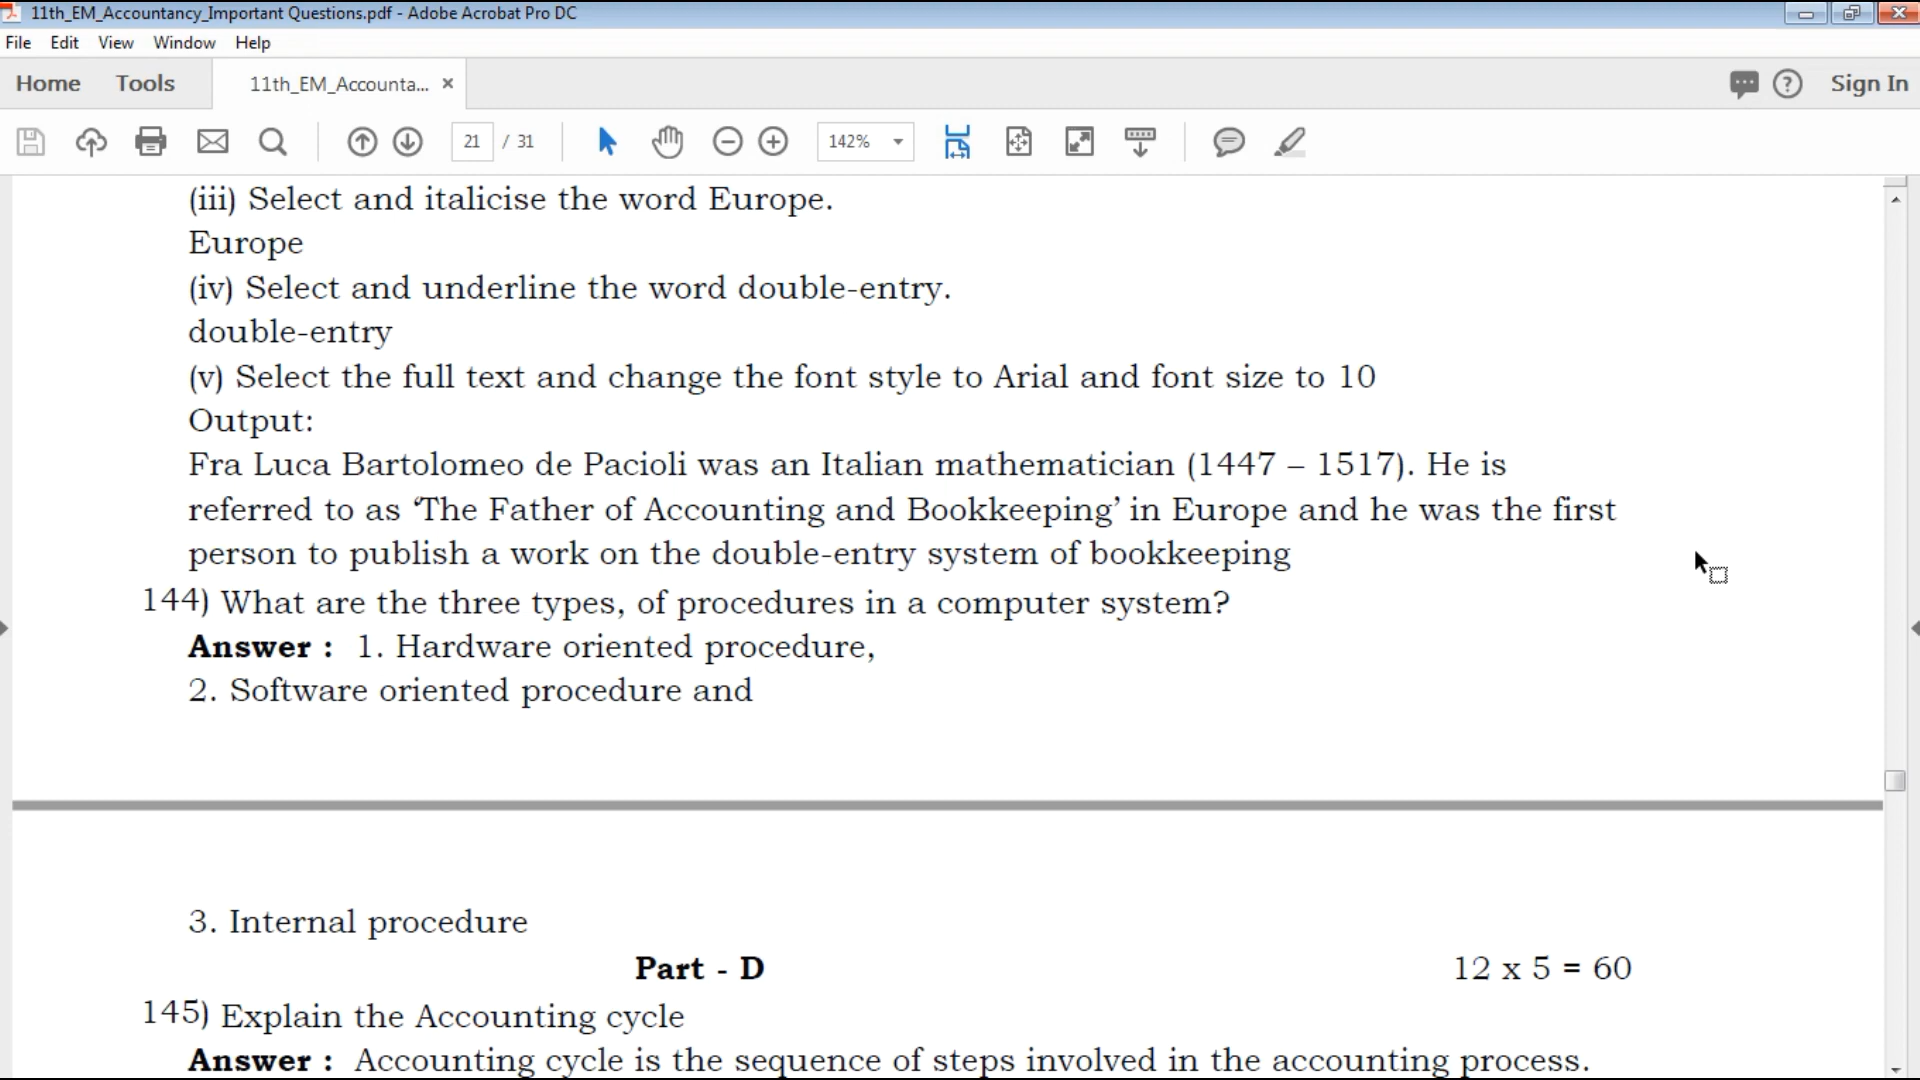 11th_EM_Accountancy_Important Questions.pdf - Adobe Acrobat Pro DC
File Edit View Window Help
Home Tools 11th_EM_Accounta... × Sign In
21 / 31 142%
(iii) Select and italicise the word Europe.
Europe
(iv) Select and underline the word double-entry.
double-entry
(v) Select the full text and change the font style to Arial and font size to 10
Output:
Fra Luca Bartolomeo de Pacioli was an Italian mathematician (1447 – 1517). He is
referred to as ‘The Father of Accounting and Bookkeeping’ in Europe and he was the first
person to publish a work on the double-entry system of bookkeeping
144) What are the three types, of procedures in a computer system?
Answer : 1. Hardware oriented procedure,
2. Software oriented procedure and
3. Internal procedure
Part - D 12 x 5 = 60
145) Explain the Accounting cycle
Answer : Accounting cycle is the sequence of steps involved in the accounting process.